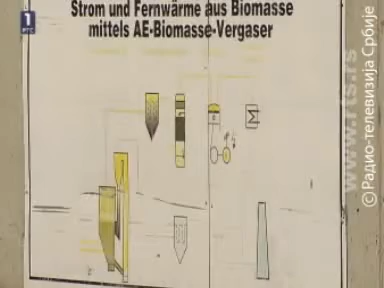 Strom und Fernwärme aus Biomasse
mittels AE-Biomasse-Vergaser
1
РТС
www.rts.rs
© Радио-телевизија Србије
M